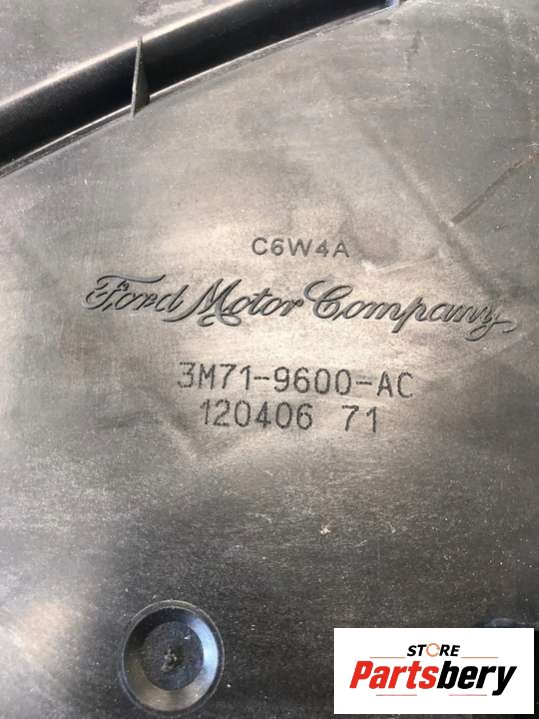 C6W4A
Ford Motor Company
3M71-9600-AC
120406 71
STORE
Partsbery